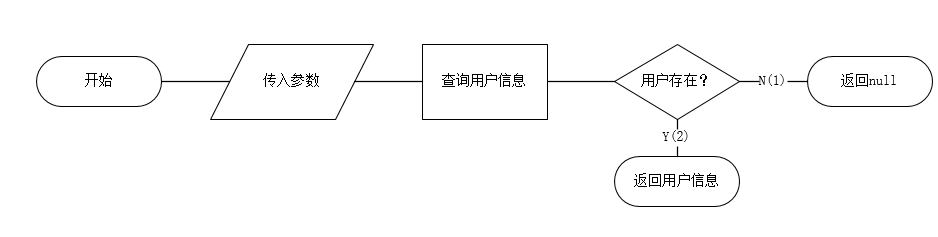 开始
传入参数
查询用户信息
用户存在？
N(1)
返回null
Y(2)
返回用户信息